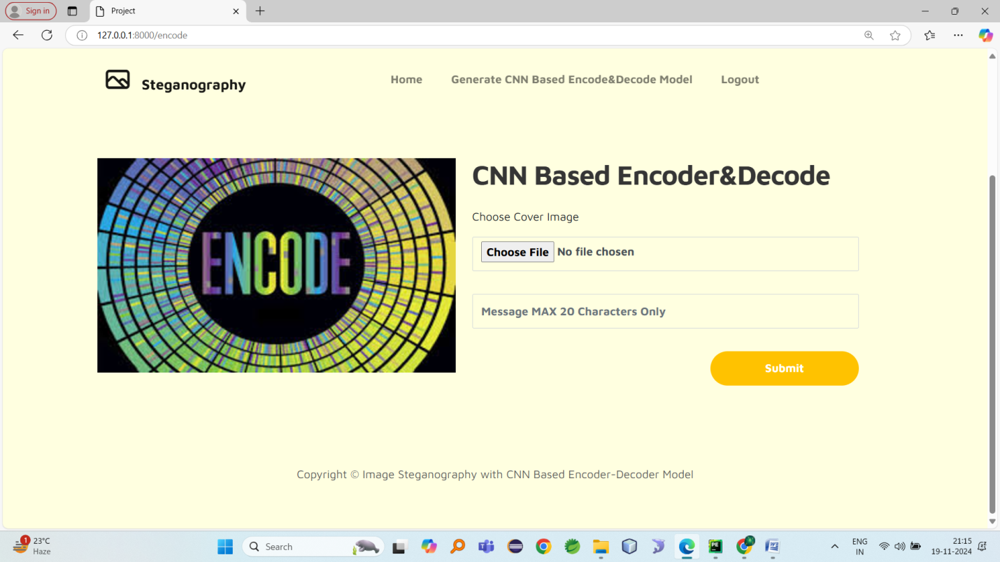 Sign in
Project
127.0.0.1:8000/encode
Steganography
Home
Generate CNN Based Encode&Decode Model
Logout
ENCODE
CNN Based Encoder&Decode
Choose Cover Image
Choose File No file chosen
Message MAX 20 Characters Only
Submit
Copyright © Image Steganography with CNN Based Encoder-Decoder Model
1
23°C
Haze
Search
PE
ENG
IN
21:15
19-11-2024